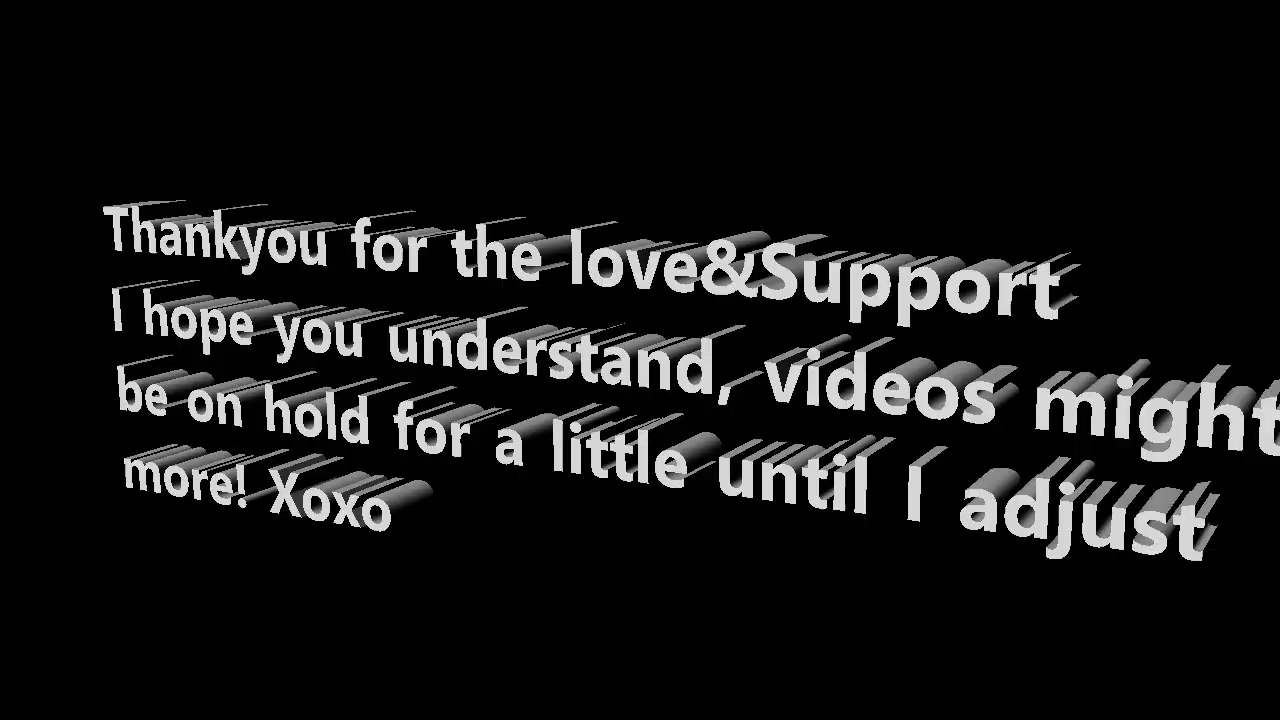 Thankyou for the love&Support
I hope you understand, videos might
be on hold for a little until I adjust
more! Xoxo